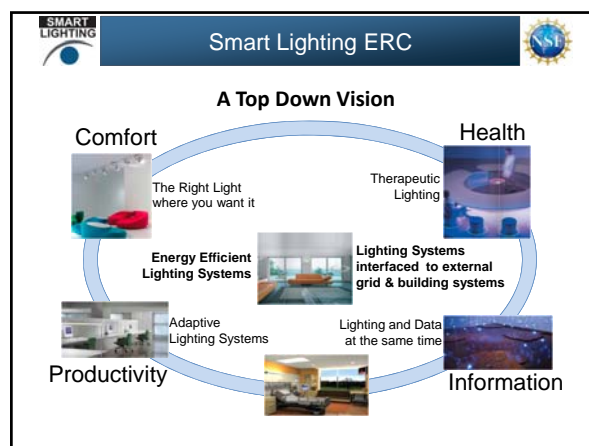 SMART
LIGHTING
Smart Lighting ERC
NSF
A Top Down Vision
Comfort
Health
The Right Light
where you want it
Therapeutic
Lighting
Energy Efficient
Lighting Systems
Lighting Systems
interfaced to external
grid & building systems
Adaptive
Lighting Systems
Lighting and Data
at the same time
Productivity
Information